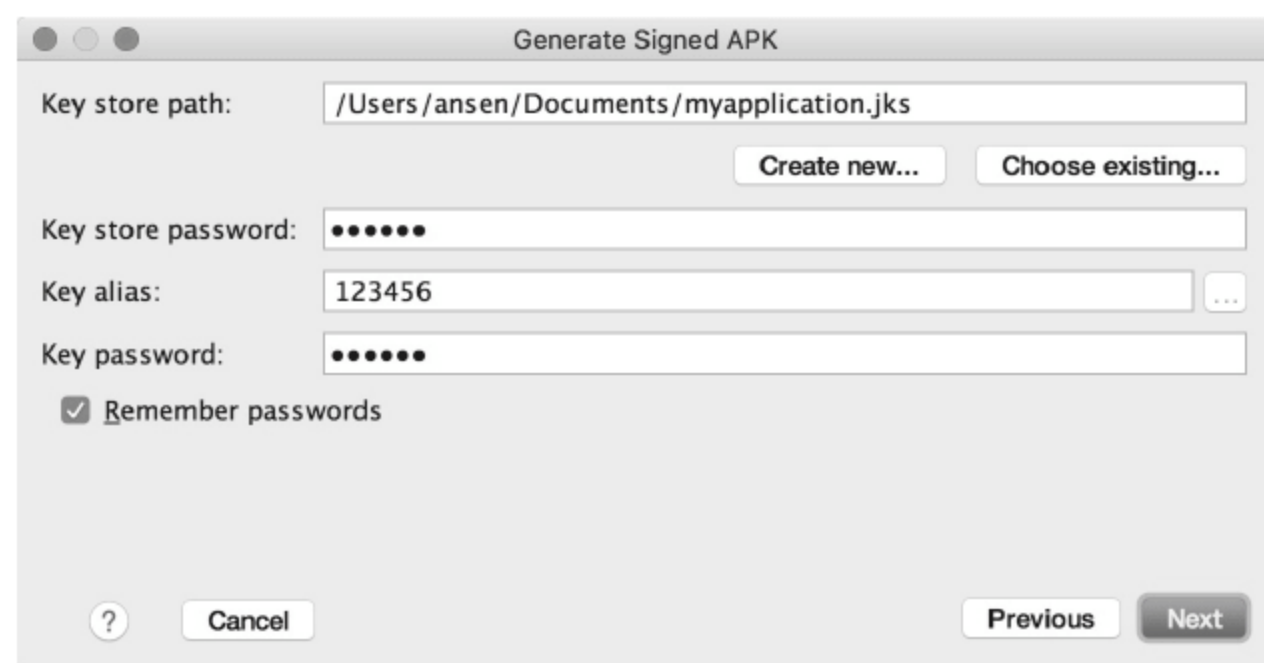 Generate Signed APK
Key store path: /Users/ansen/Documents/myapplication.jks
Create new... Choose existing...
Key store password: ••••••
Key alias: 123456 ...
Key password: ••••••
Remember passwords
? Cancel Previous Next